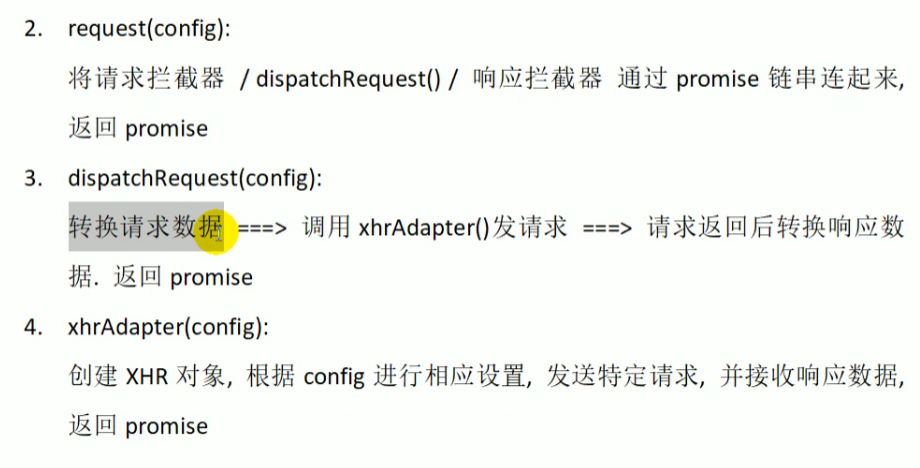 2. request(config):
将请求拦截器 / dispatchRequest() / 响应拦截器 通过 promise 链串连起来,
返回 promise
3. dispatchRequest(config):
转换请求数据 ===> 调用 xhrAdapter()发请求 ===> 请求返回后转换响应数
据. 返回 promise
4. xhrAdapter(config):
创建 XHR 对象, 根据 config 进行相应设置, 发送特定请求, 并接收响应数据,
返回 promise